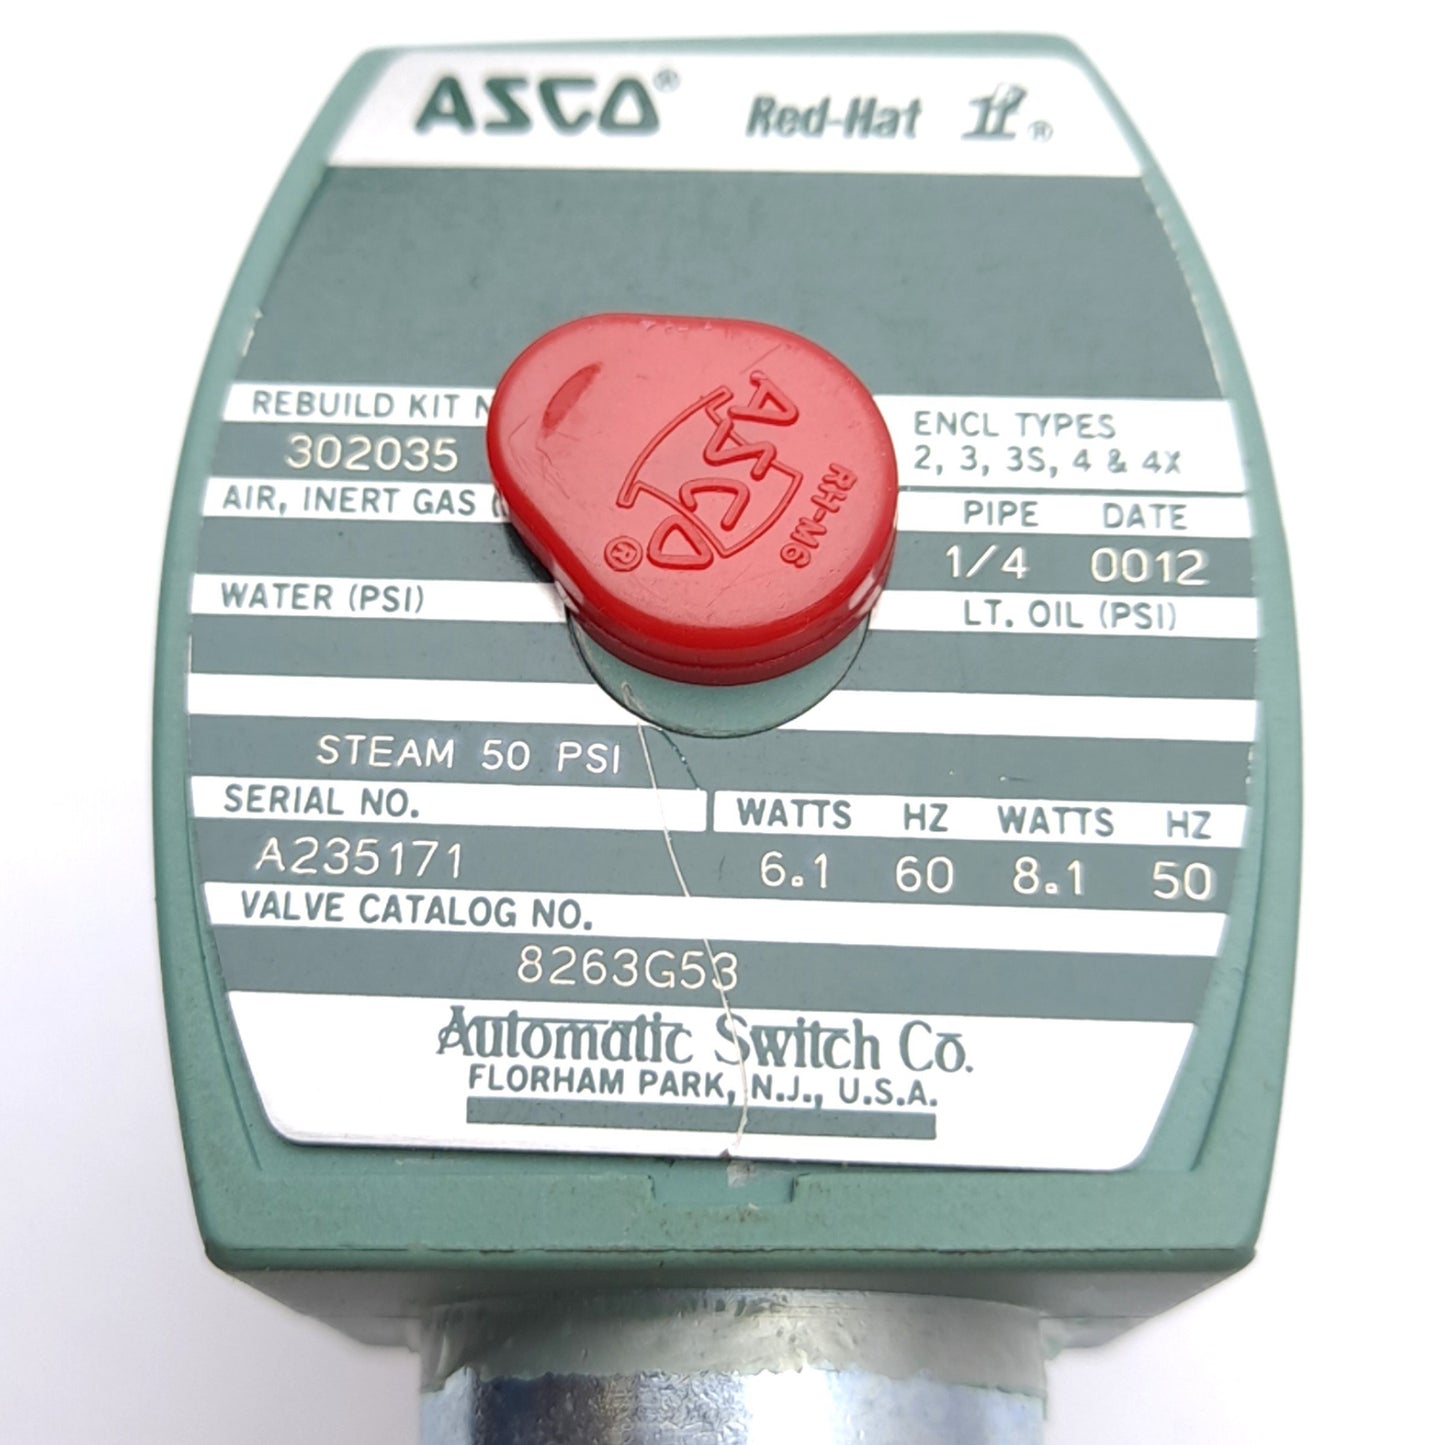 ASCO® Red-Hat II®
REBUILD KIT
302035
ENCL TYPES
2, 3, 3S, 4 & 4X
AIR, INERT GAS (
PIPE DATE
1/4 0012
WATER (PSI)
LT. OIL (PSI)
ASCO®
RH-M6
STEAM 50 PSI
SERIAL NO.
WATTS HZ WATTS HZ
A235171
6.1 60 8.1 50
VALVE CATALOG NO.
8263G53
Automatic Switch Co.
FLORHAM PARK, N.J., U.S.A.